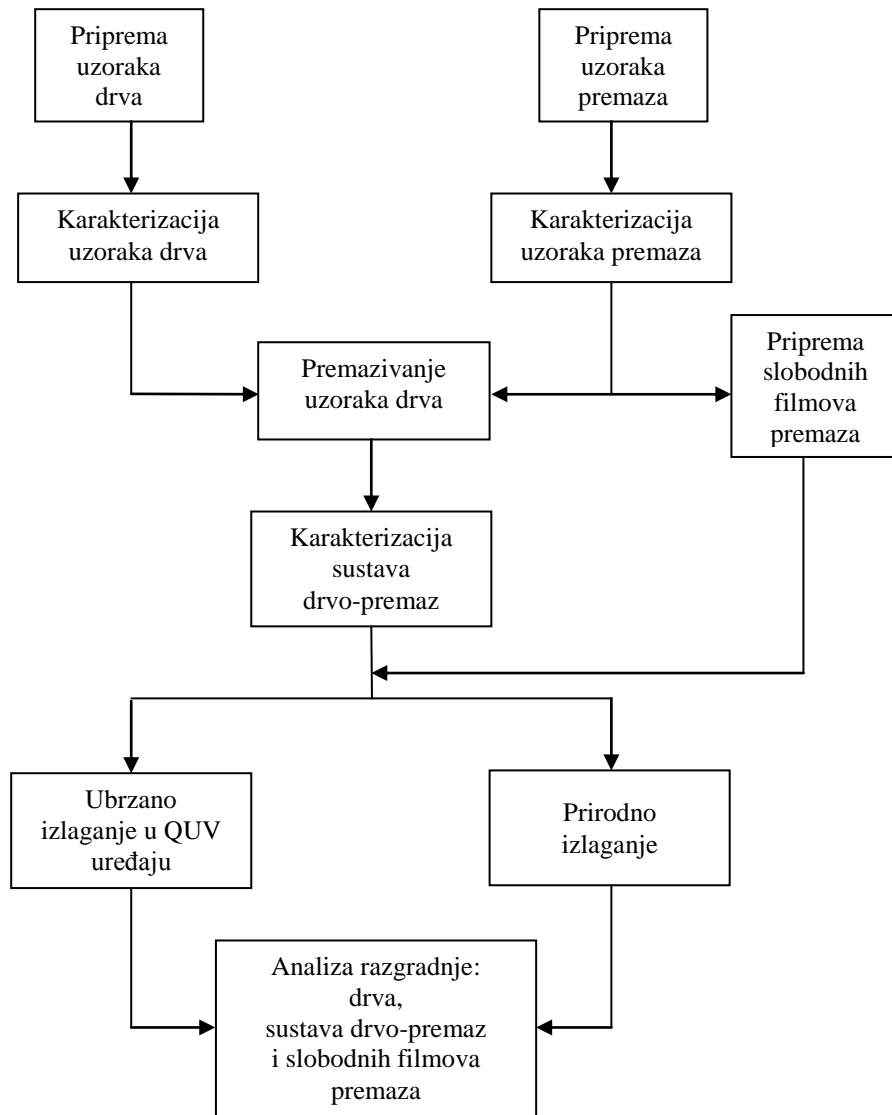 Priprema
uzoraka
drva
Priprema
uzoraka
premaza
Karakterizacija
uzoraka drva
Karakterizacija
uzoraka premaza
Premazivanje
uzoraka drva
Priprema
slobodnih
filmova
premaza
Karakterizacija
sustava
drvo-premaz
Ubrzano
izlaganje u QUV
uređaju
Prirodno
izlaganje
Analiza razgradnje:
drva,
sustava drvo-premaz
i slobodnih filmova
premaza